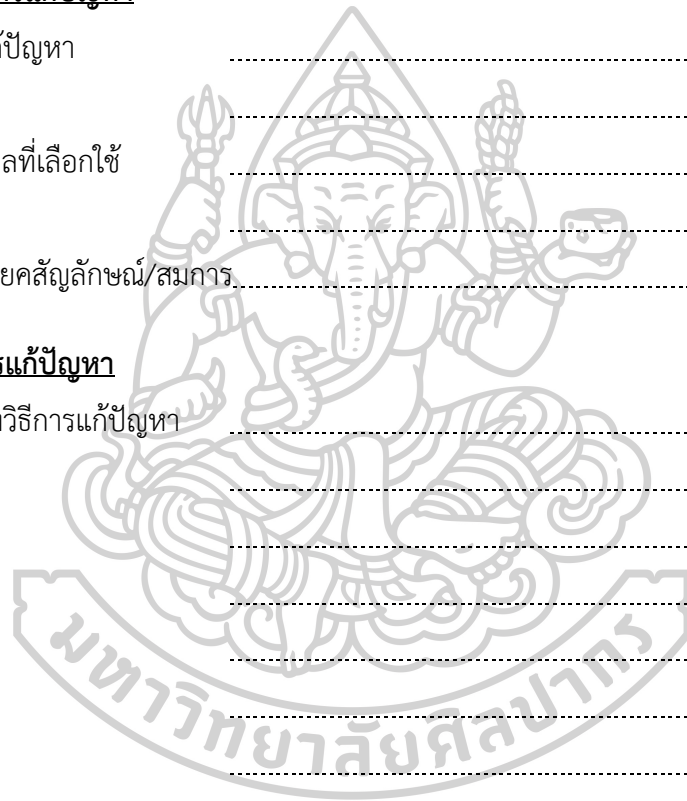 ก้ปัญหา
ลที่เลือกใช้
ยคสัญลักษณ์/สมการ
รแก้ปัญหา
วิธีการแก้ปัญหา
มหาวิทยาลัยศิลปากร